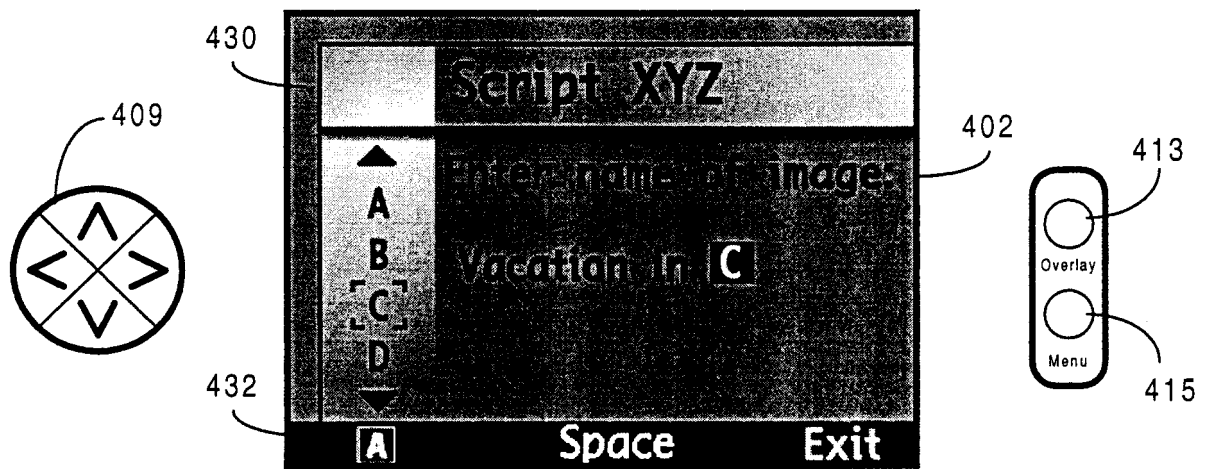 430
409
Script XYZ
402
413
Enter name of image:
A
B
C
D
Vacation in C
Overlay
Menu
415
432
A Space Exit